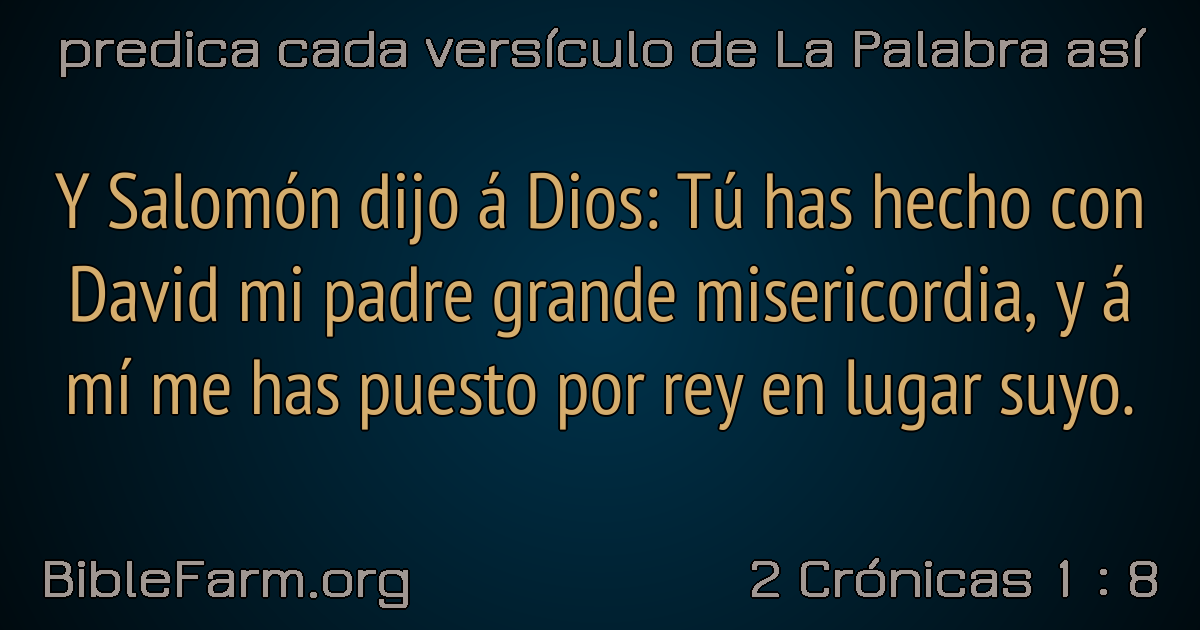 predica cada versículo de La Palabra así
Y Salomón dijo á Dios: Tú has hecho con
David mi padre grande misericordia, y á
mí me has puesto por rey en lugar suyo.
BibleFarm.org
2 Crónicas 1 : 8